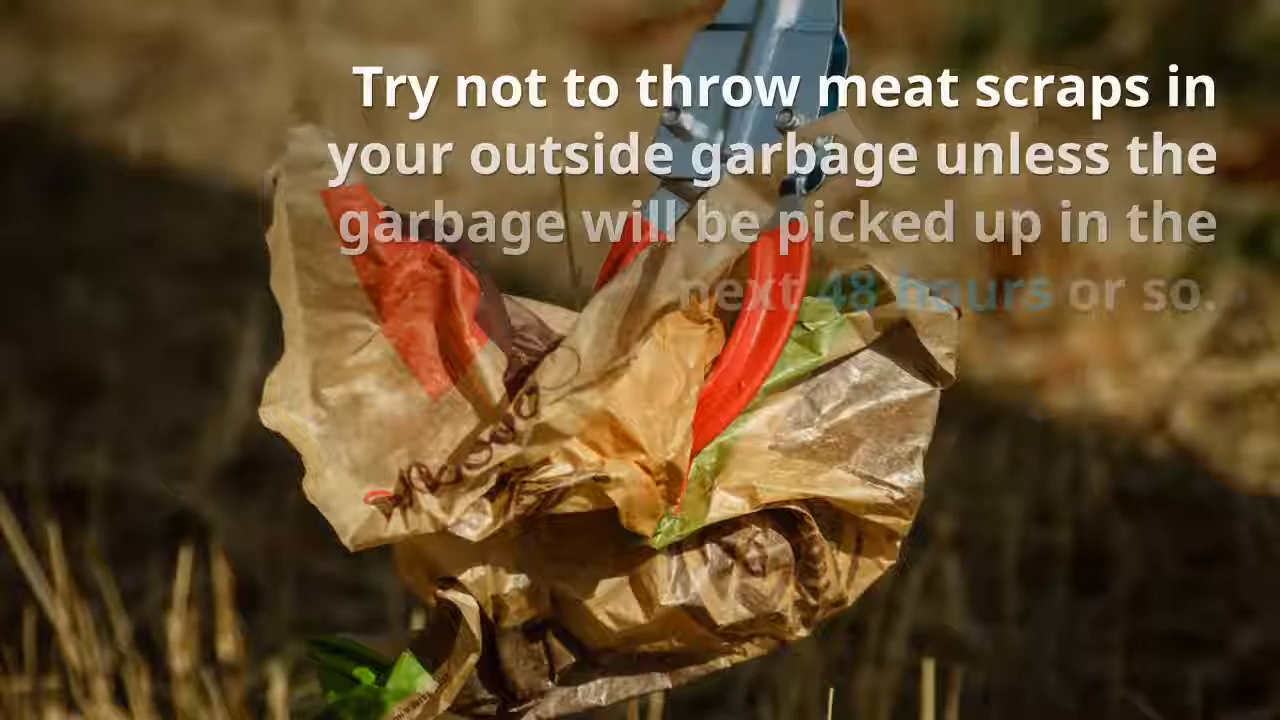 Try not to throw meat scraps in
your outside garbage unless the
garbage will be picked up in the
next 48 hours or so.